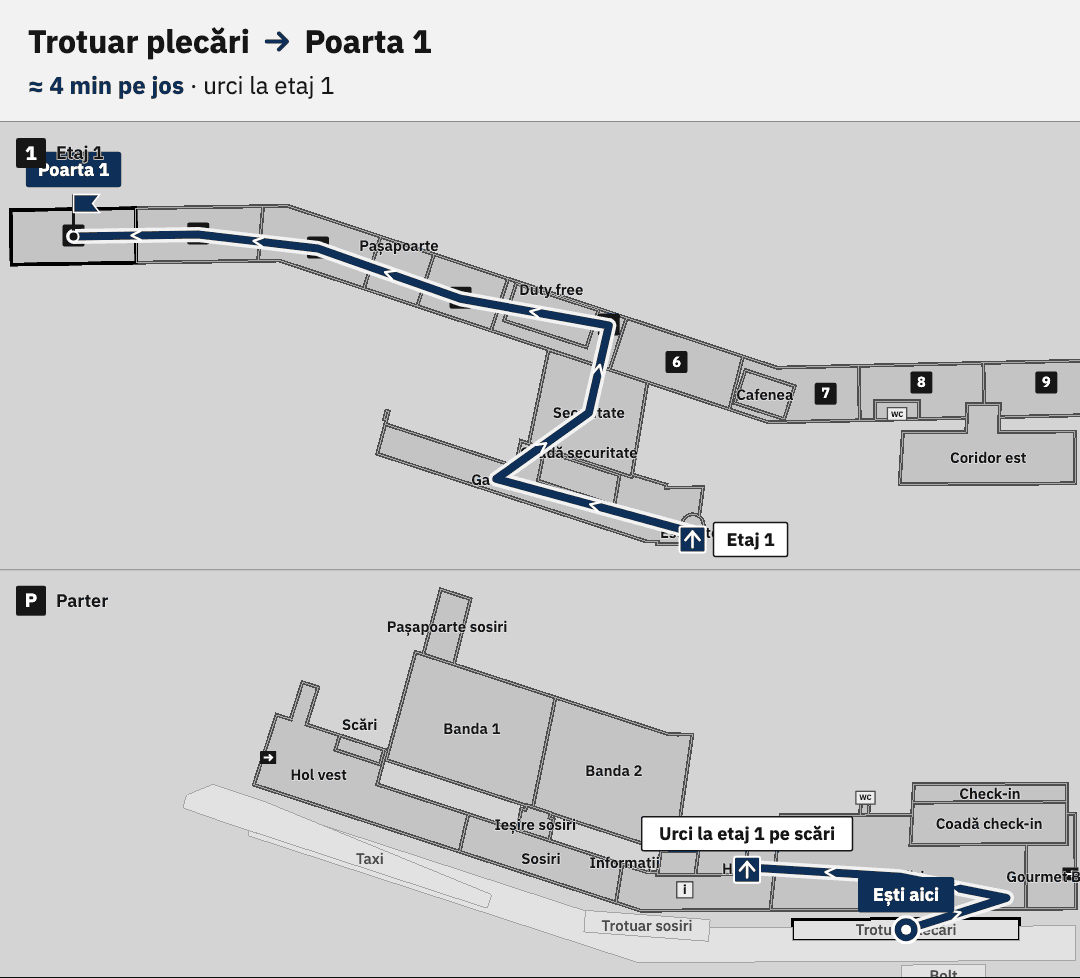 Trotuar plecări → Poarta 1
≈ 4 min pe jos · urci la etaj 1
1 Etaj 1
Poarta 1
Pașapoarte
Duty free
6
Cafenea
7
8
9
wc
Securitate
Coadă securitate
Coridor est
Etaj 1
P Parter
Pașapoarte sosiri
Scări
Banda 1
Banda 2
Hol vest
wc
Check-in
Coadă check-in
Ieșire sosiri
Urci la etaj 1 pe scări
Taxi
Sosiri
Informații
i
Gourmet
Ești aici
Trotuar sosiri
Trotuar plecări
Bolt